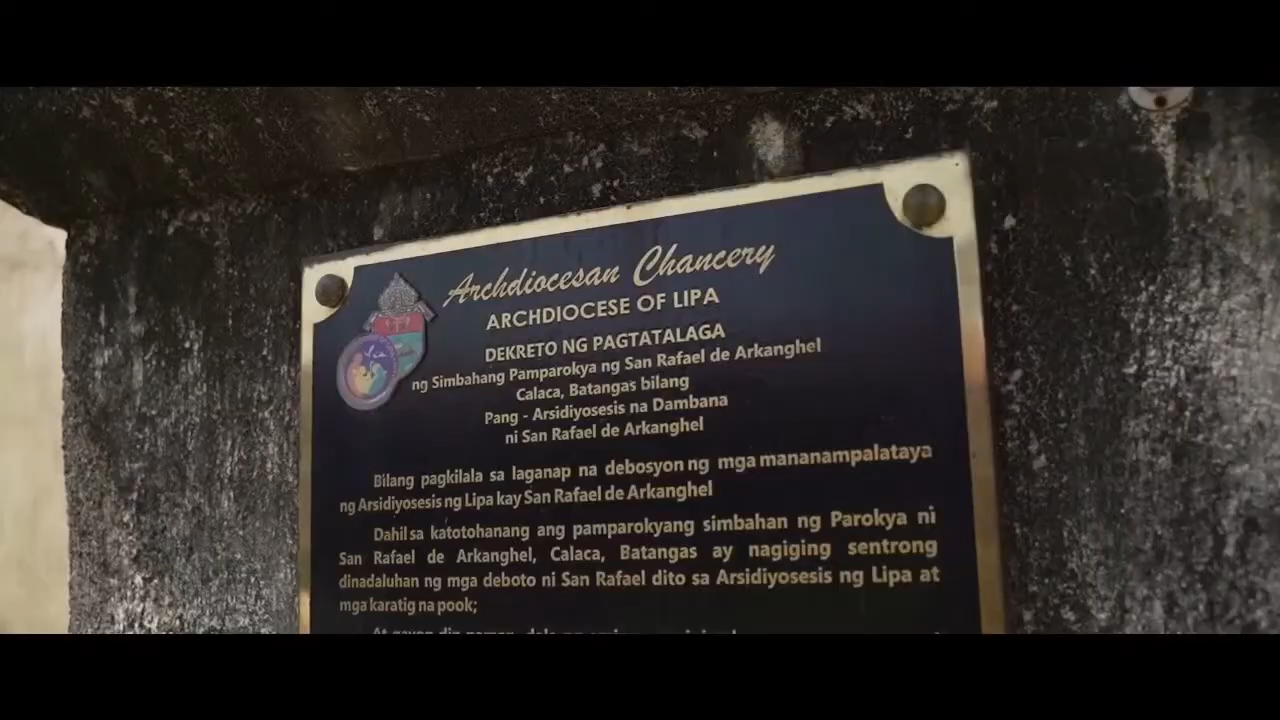 Archdiocesan Chancery
ARCHDIOCESE OF LIPA
DEKRETO NG PAGTATALAGA
ng Simbahang Pamparokya ng San Rafael de Arkanghel
Calaca, Batangas bilang
Pang - Arsidiyosesis na Dambana
ni San Rafael de Arkanghel
Bilang pagkilala sa laganap na debosyon ng mga mananampalataya
ng Arsidiyosesis ng Lipa kay San Rafael de Arkanghel
Dahil sa katotohanang ang pamparokyang simbahan ng Parokya ni
San Rafael de Arkanghel, Calaca, Batangas ay nagiging sentrong
dinadaluhan ng mga deboto ni San Rafael dito sa Arsidiyosesis ng Lipa at
mga karatig na pook;